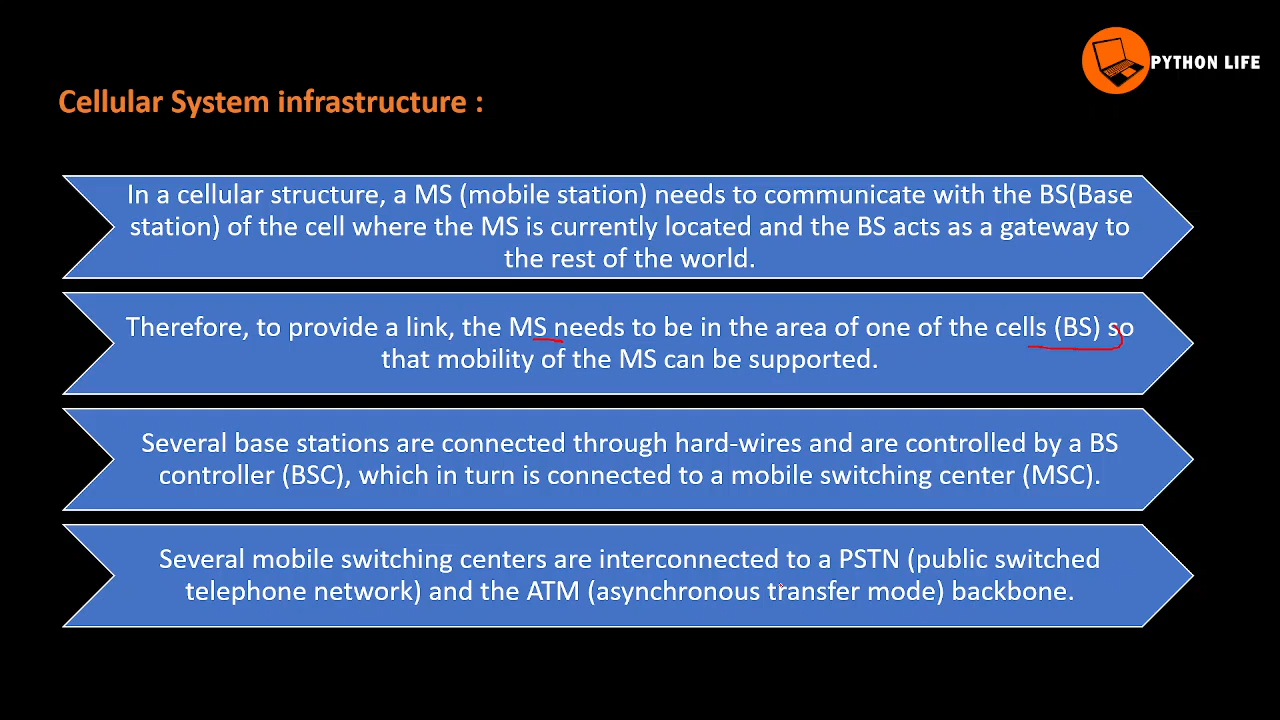 PYTHON LIFE
Cellular System infrastructure :
In a cellular structure, a MS (mobile station) needs to communicate with the BS(Base
station) of the cell where the MS is currently located and the BS acts as a gateway to
the rest of the world.
Therefore, to provide a link, the MS needs to be in the area of one of the cells (BS) so
that mobility of the MS can be supported.
Several base stations are connected through hard-wires and are controlled by a BS
controller (BSC), which in turn is connected to a mobile switching center (MSC).
Several mobile switching centers are interconnected to a PSTN (public switched
telephone network) and the ATM (asynchronous transfer mode) backbone.